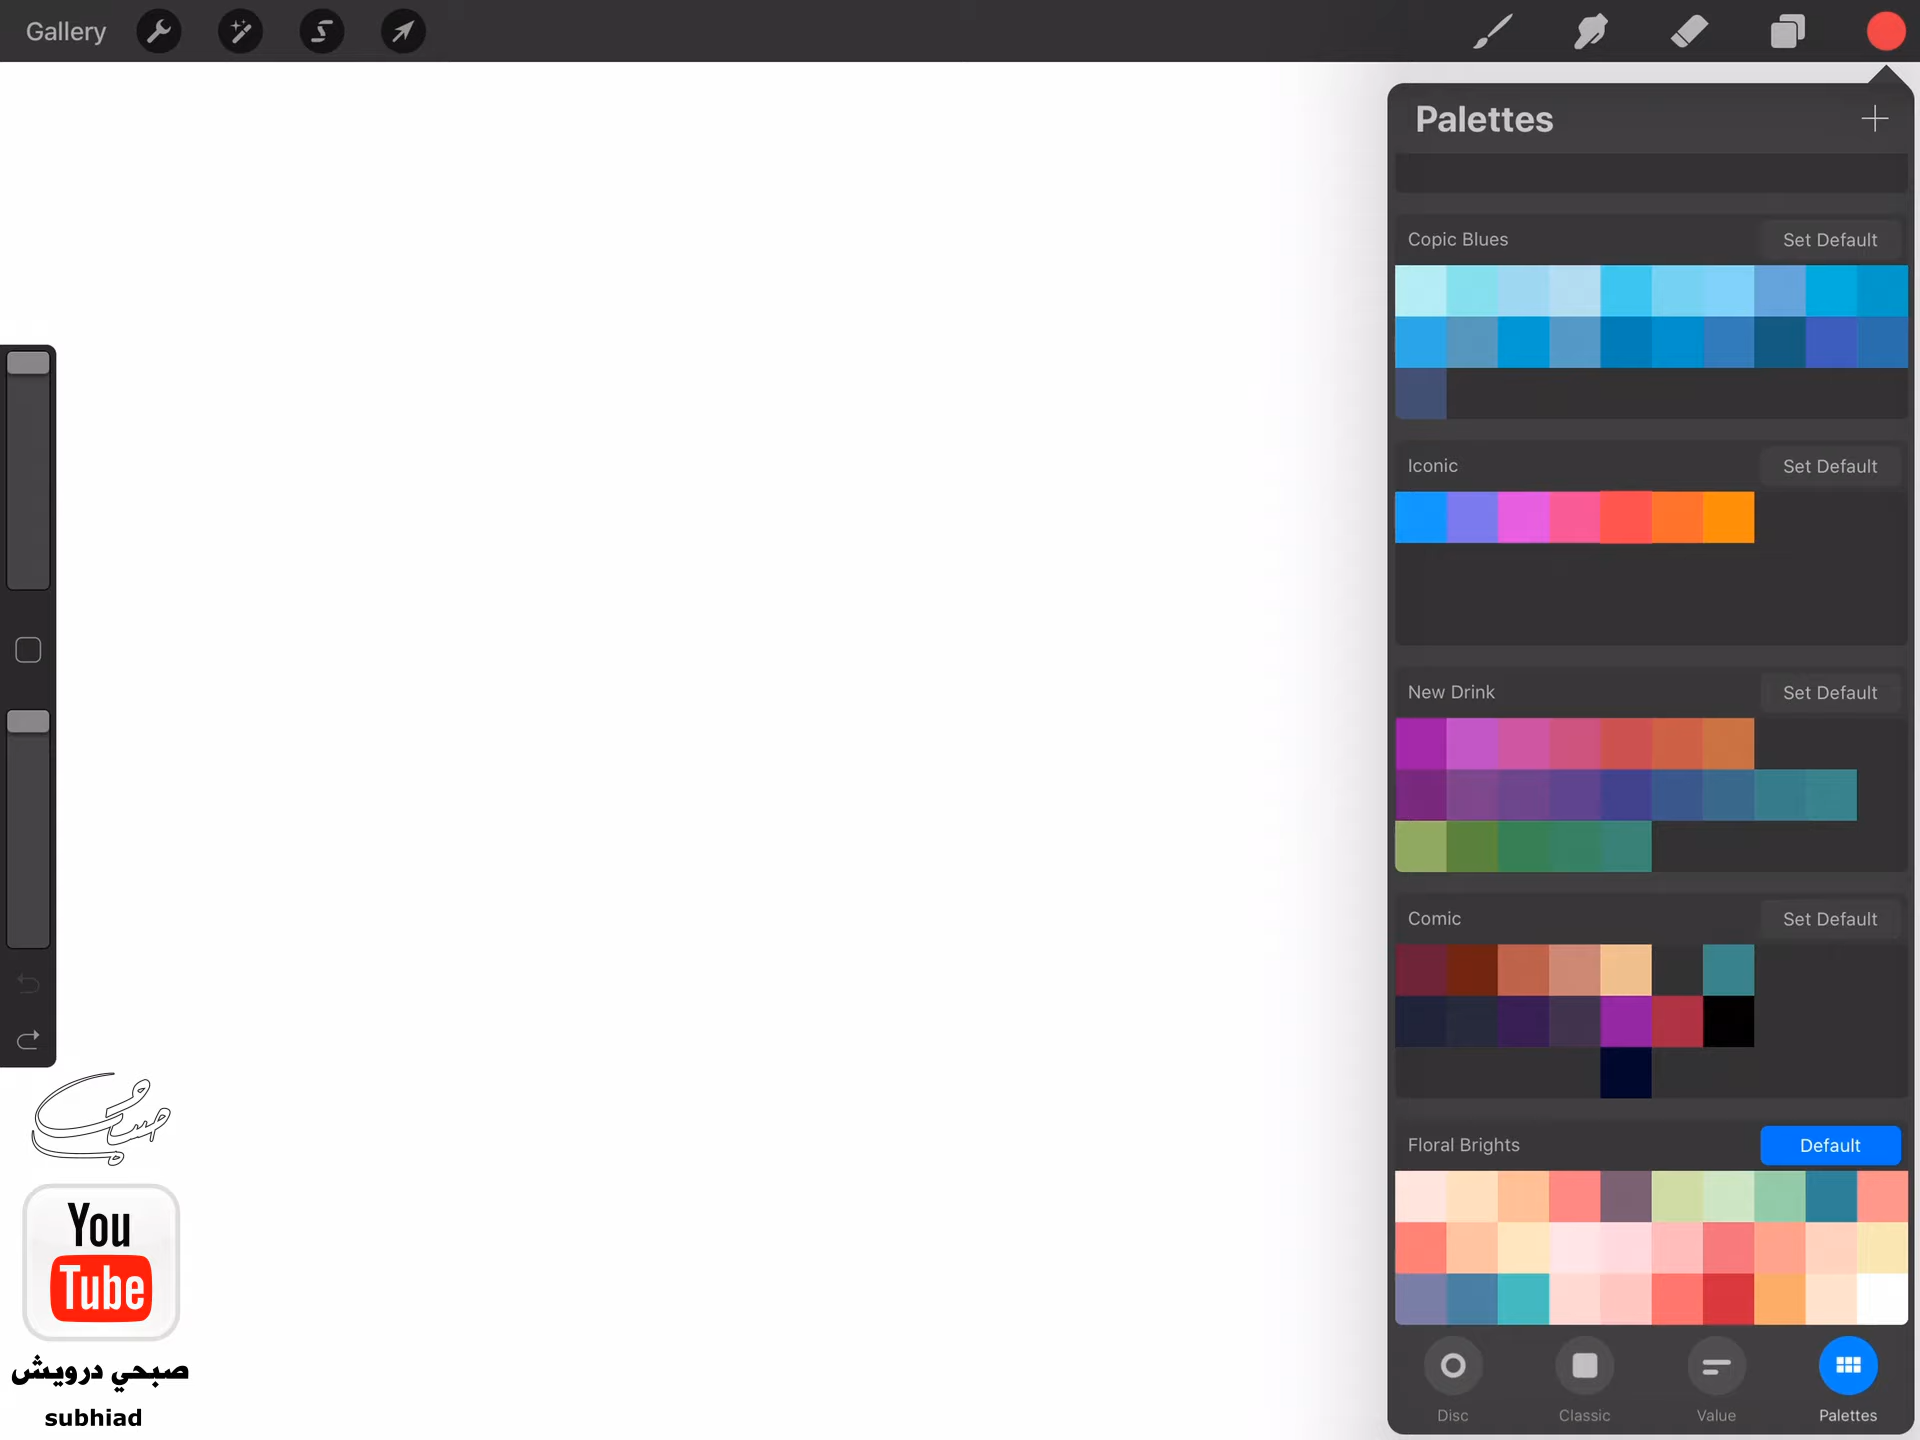 Gallery
Palettes
Copic Blues
Set Default
Iconic
Set Default
New Drink
Set Default
Comic
Set Default
Floral Brights
Default
Disc
Classic
Value
Palettes
صبحي
You
Tube
صبحي درويش
subhiad